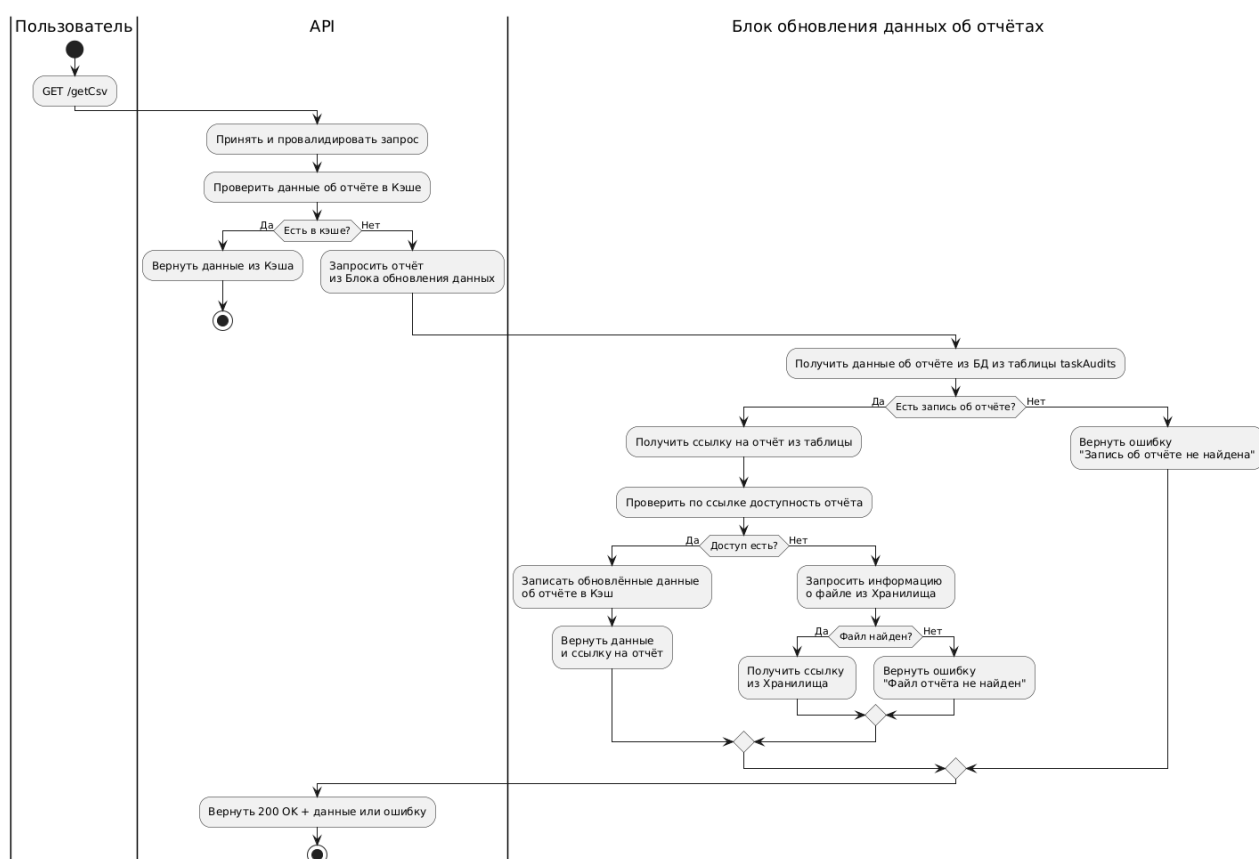 Пользователь
API
Блок обновления данных об отчётах
GET /getCsv
Принять и провалидировать запрос
Проверить данные об отчёте в Кэше
Да
Есть в кэше?
Нет
Вернуть данные из Кэша
Запросить отчёт
из Блока обновления данных
Получить данные об отчёте из БД из таблицы taskAudits
Да
Есть запись об отчёте?
Нет
Получить ссылку на отчёт из таблицы
Вернуть ошибку
"Запись об отчёте не найдена"
Проверить по ссылке доступность отчёта
Да
Доступ есть?
Нет
Записать обновлённые данные
об отчёте в Кэш
Запросить информацию
о файле из Хранилища
Вернуть данные
и ссылку на отчёт
Да
Файл найден?
Нет
Получить ссылку
из Хранилища
Вернуть ошибку
"Файл отчёта не найден"
Вернуть 200 OK + данные или ошибку